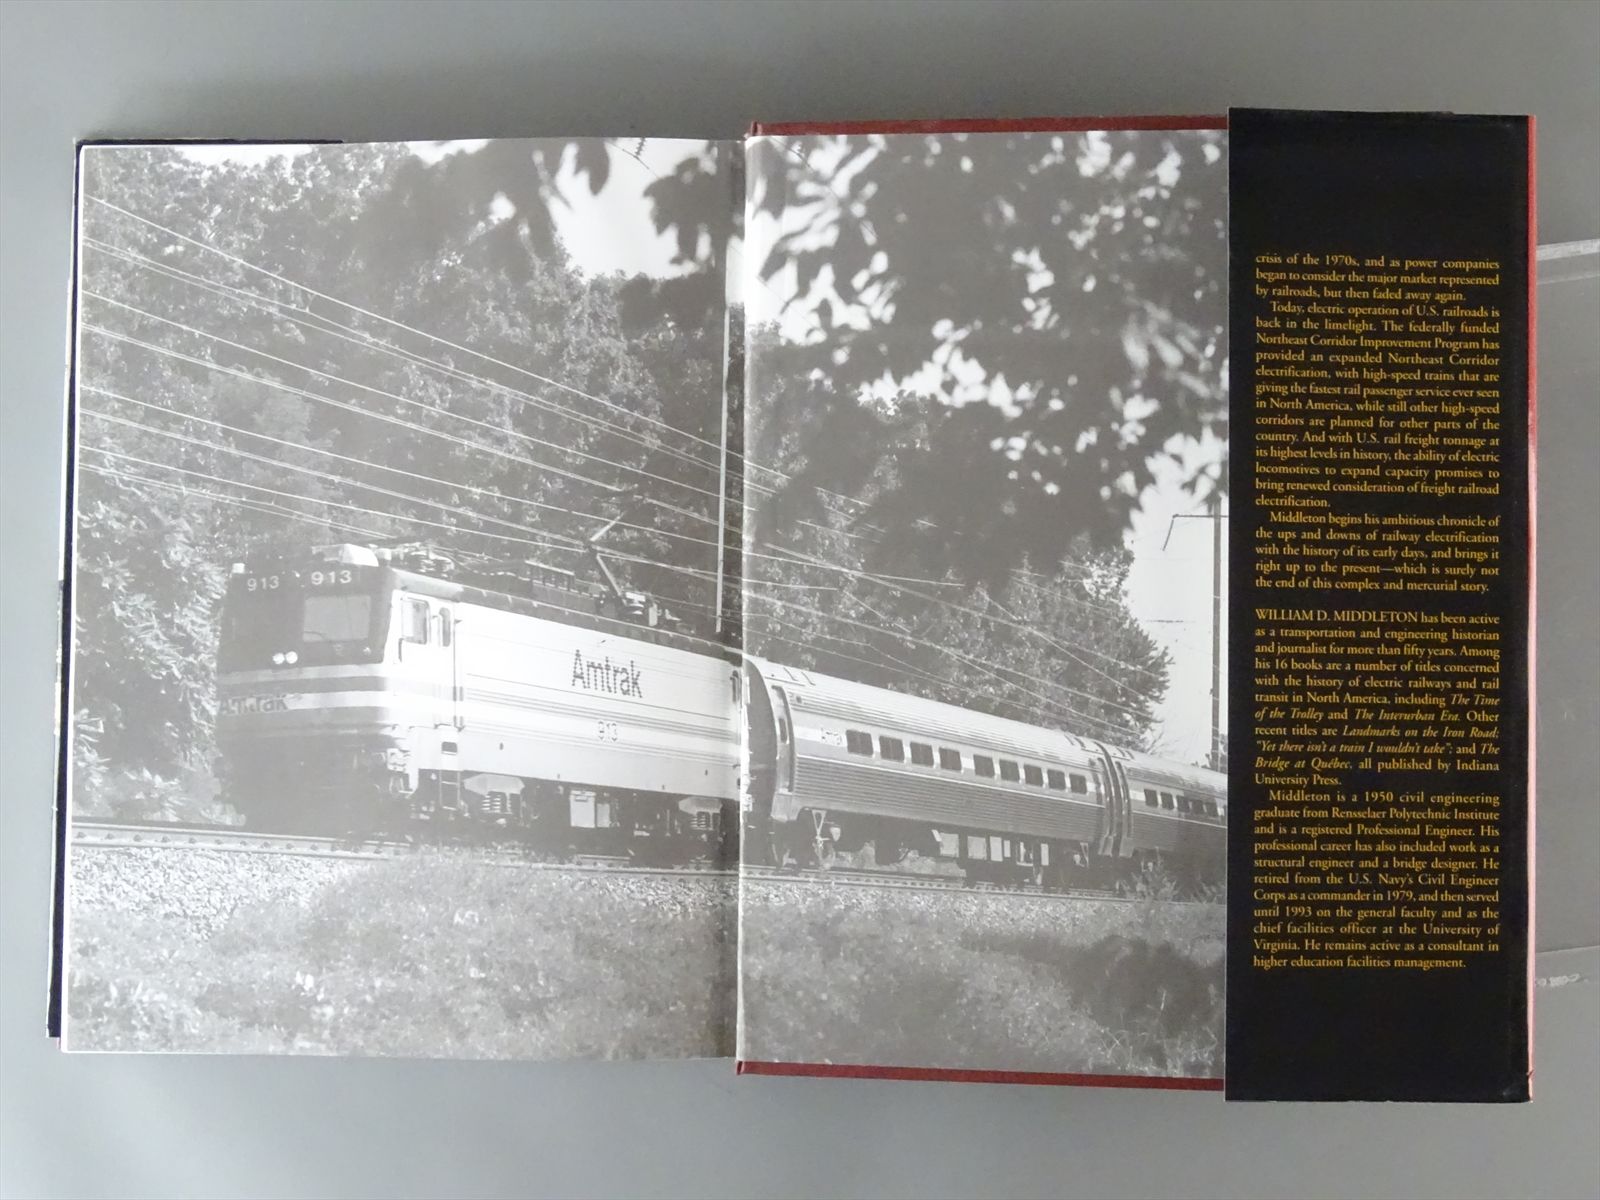 913 913
Amtrak
Amtrak
913
Amtrak
crisis of the 1970s, and as power companies
began to consider the major market represented
by railroads, but then faded away again.
Today, electric operation of U.S. railroads is
back in the limelight. The federally funded
Northeast Corridor Improvement Program has
provided an expanded Northeast Corridor
electrification, with high-speed trains that are
giving the fastest rail passenger service ever seen
in North America, while still other high-speed
corridors are planned for other parts of the
country. And with U.S. rail freight tonnage at
its highest levels in history, the ability of electric
locomotives to expand capacity promises to
bring renewed consideration of freight railroad
electrification.
Middleton begins his ambitious chronicle of
the ups and downs of railway electrification
with the history of its early days, and brings it
right up to the present—which is surely not
the end of this complex and mercurial story.
WILLIAM D. MIDDLETON has been active
as a transportation and engineering historian
and journalist for more than fifty years. Among
his 16 books are a number of titles concerned
with the history of electric railways and rail
transit in North America, including The Time
of the Trolley and The Interurban Era. Other
recent titles are Landmarks on the Iron Road;
"Yet there isn't a train I wouldn't take"; and The
Bridge at Québec, all published by Indiana
University Press.
Middleton is a 1950 civil engineering
graduate from Rensselaer Polytechnic Institute
and is a registered Professional Engineer. His
professional career has also included work as a
structural engineer and a bridge designer. He
retired from the U.S. Navy's Civil Engineer
Corps as a commander in 1979, and then served
until 1993 on the general faculty and as the
chief facilities officer at the University of
Virginia. He remains active as a consultant in
higher education facilities management.